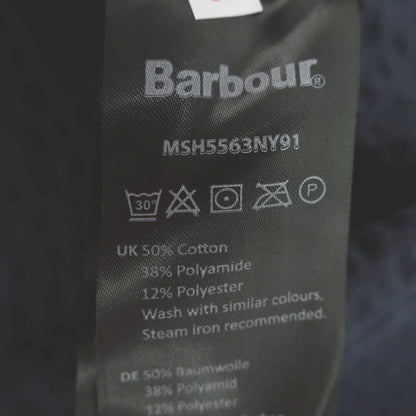 Barbour®
MSH5563NY91
30° P
UK 50% Cotton
38% Polyamide
12% Polyester
Wash with similar colours,
Steam iron recommended.
DE 50% Baumwolle
38% Polyamid
12% Polyester